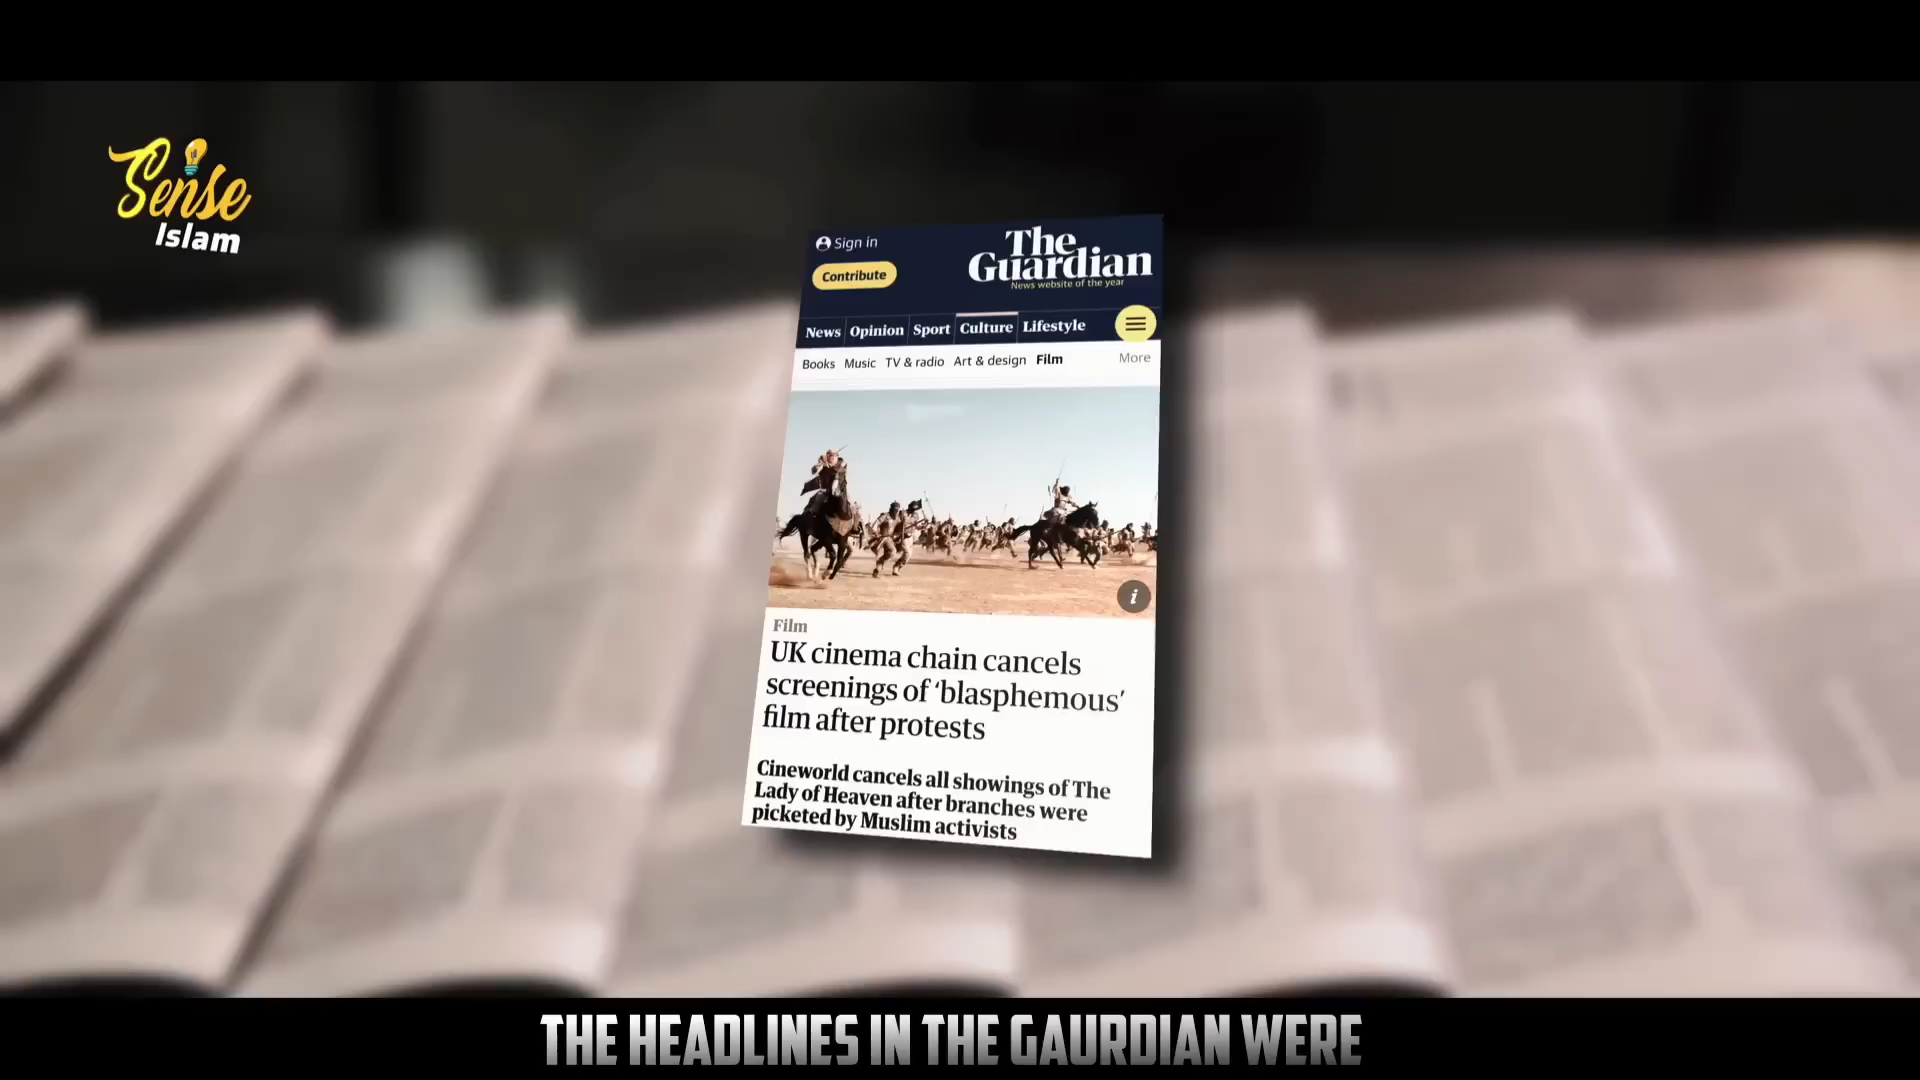 Sense
Islam
Sign in
Contribute
The
Guardian
News website of the year
News Opinion Sport Culture Lifestyle
Books Music TV & radio Art & design Film More
i
Film
UK cinema chain cancels
screenings of ‘blasphemous’
film after protests
Cineworld cancels all showings of The
Lady of Heaven after branches were
picketed by Muslim activists
THE HEADLINES IN THE GAURDIAN WERE